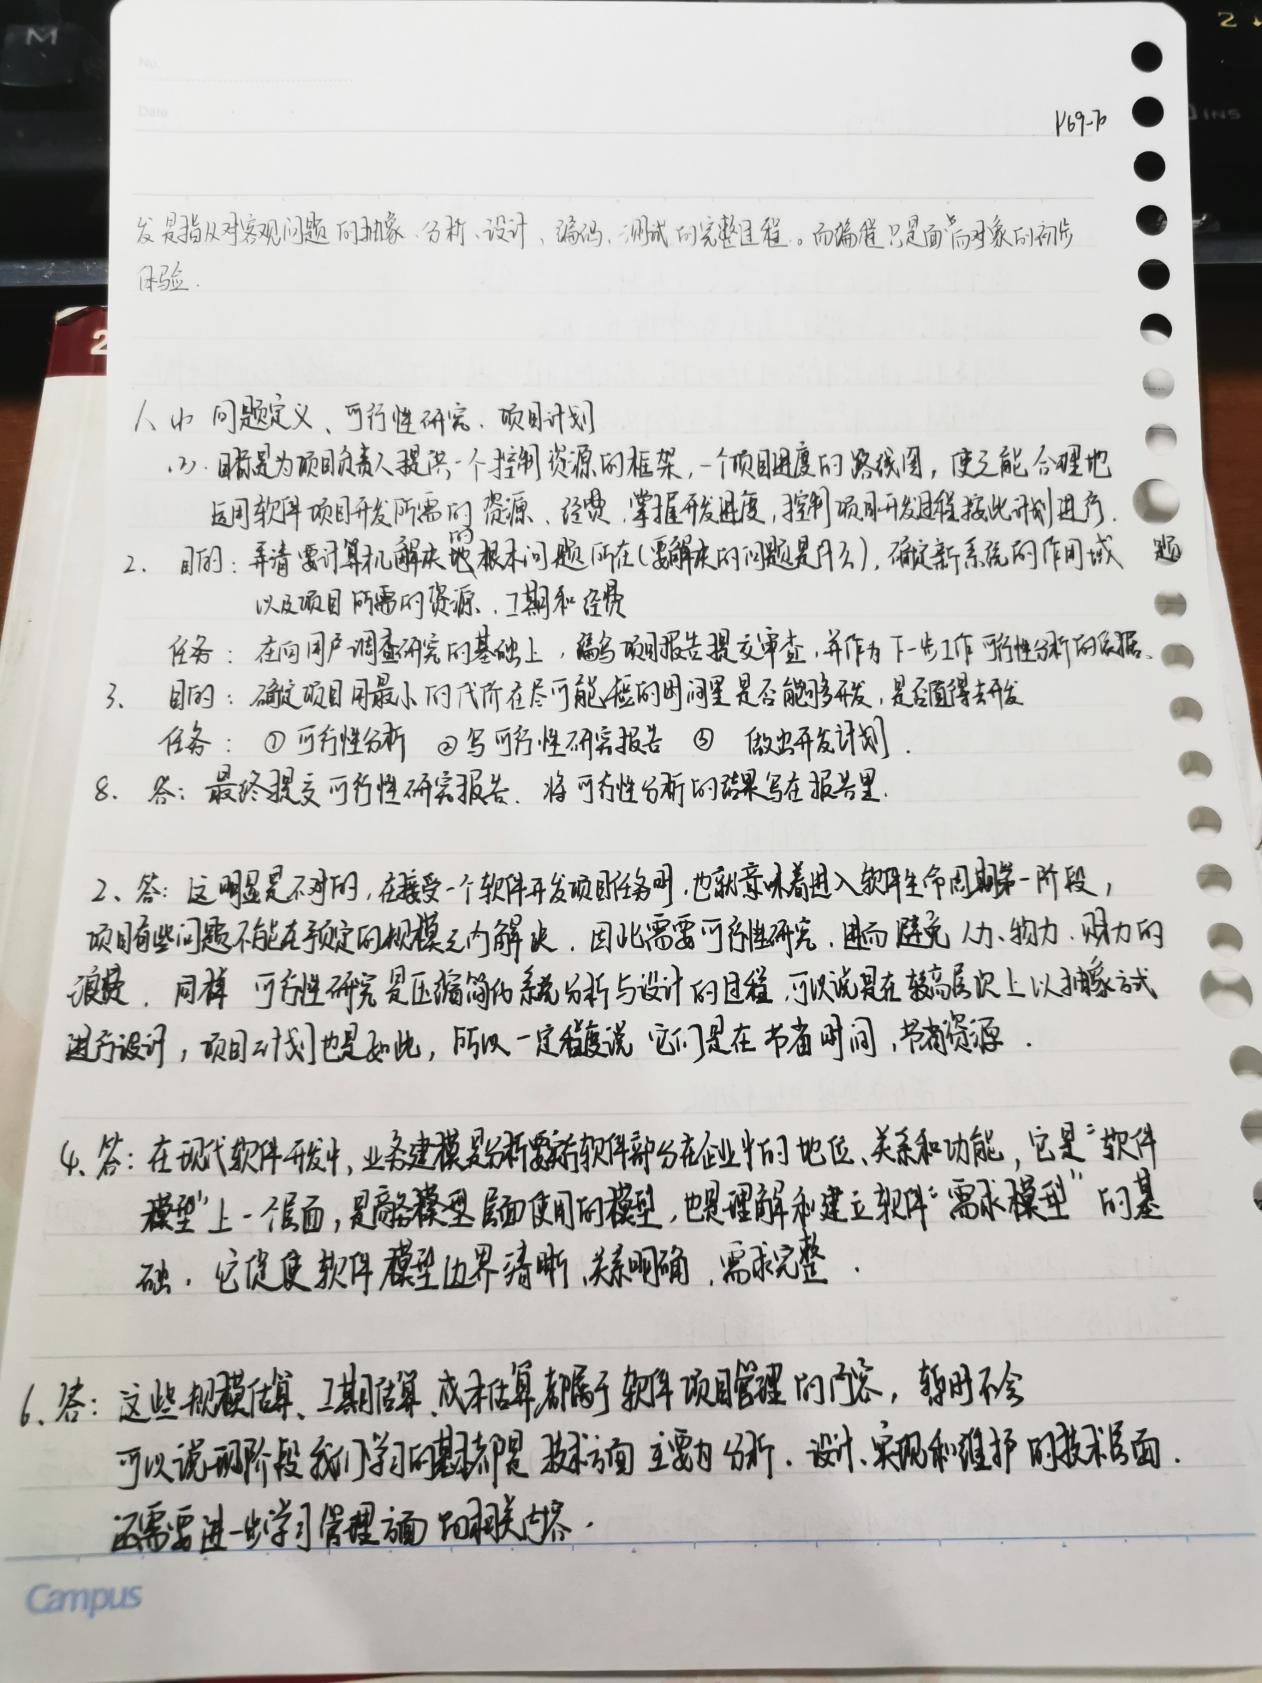 No.
Date
P69-70
发是指从对客观问题的抽象、分析、设计、编码、测试的完整过程。而编程只是面向对象的初步
体验.
1、(1) 问题定义、可行性研究、项目计划
(2).目标是为项目负责人提供一个控制资源的框架,一个项目进度的路线图,使之能合理地
运用软件项目开发所需的资源、经费,掌握开发进度,控制项目开发过程按此计划进行.
2. 目的:弄清要计算机解决的根本问题所在(要解决的问题是什么),确定新系统的作用域 题
以及项目所需的资源、工期和经费
任务: 在向用户调查研究的基础上,编写项目报告提交审查,并作为下一步工作可行性分析的依据、
3、 目的: 确定项目用最小的代价在尽可能短的时间里是否能够开发,是否值得去开发
任务: ①可行性分析 ②写可行性研究报告 ③ 做出开发计划.
8、答: 最终提交可行性研究报告. 将可行性分析的结果写在报告里.
2、答: 这明显是不对的,在接受一个软件开发项目任务时,也就意味着进入软件生命周期第一阶段,
项目有些问题不能在预定的规模之内解决. 因此需要可行性研究. 进而避免人力、物力、财力的
浪费. 同样 可行性研究是压缩简化系统分析与设计的过程,可以说是在较高层次上以抽象方式
进行设计,项目计划也是如此,所以一定程度说 它们是在节省时间,节省资源.
4、答: 在现代软件开发中,业务建模是分析软件部分在企业中的地位、关系和功能,它是“软件
模型”上一个层面,是商务模型层面使用的模型,也是理解和建立软件“需求模型”的基
础. 它促使软件模型边界清晰、关系明确、需求完整.
6、答: 这些规模估算、工期估算、成本估算,都属于软件项目管理的内容,暂时不会
可以说现阶段我们学习的基本都是技术方面 主要为分析、设计、实现和维护的技术层面.
还需要进一步学习管理方面的相关内容.
Campus
2
M
INS